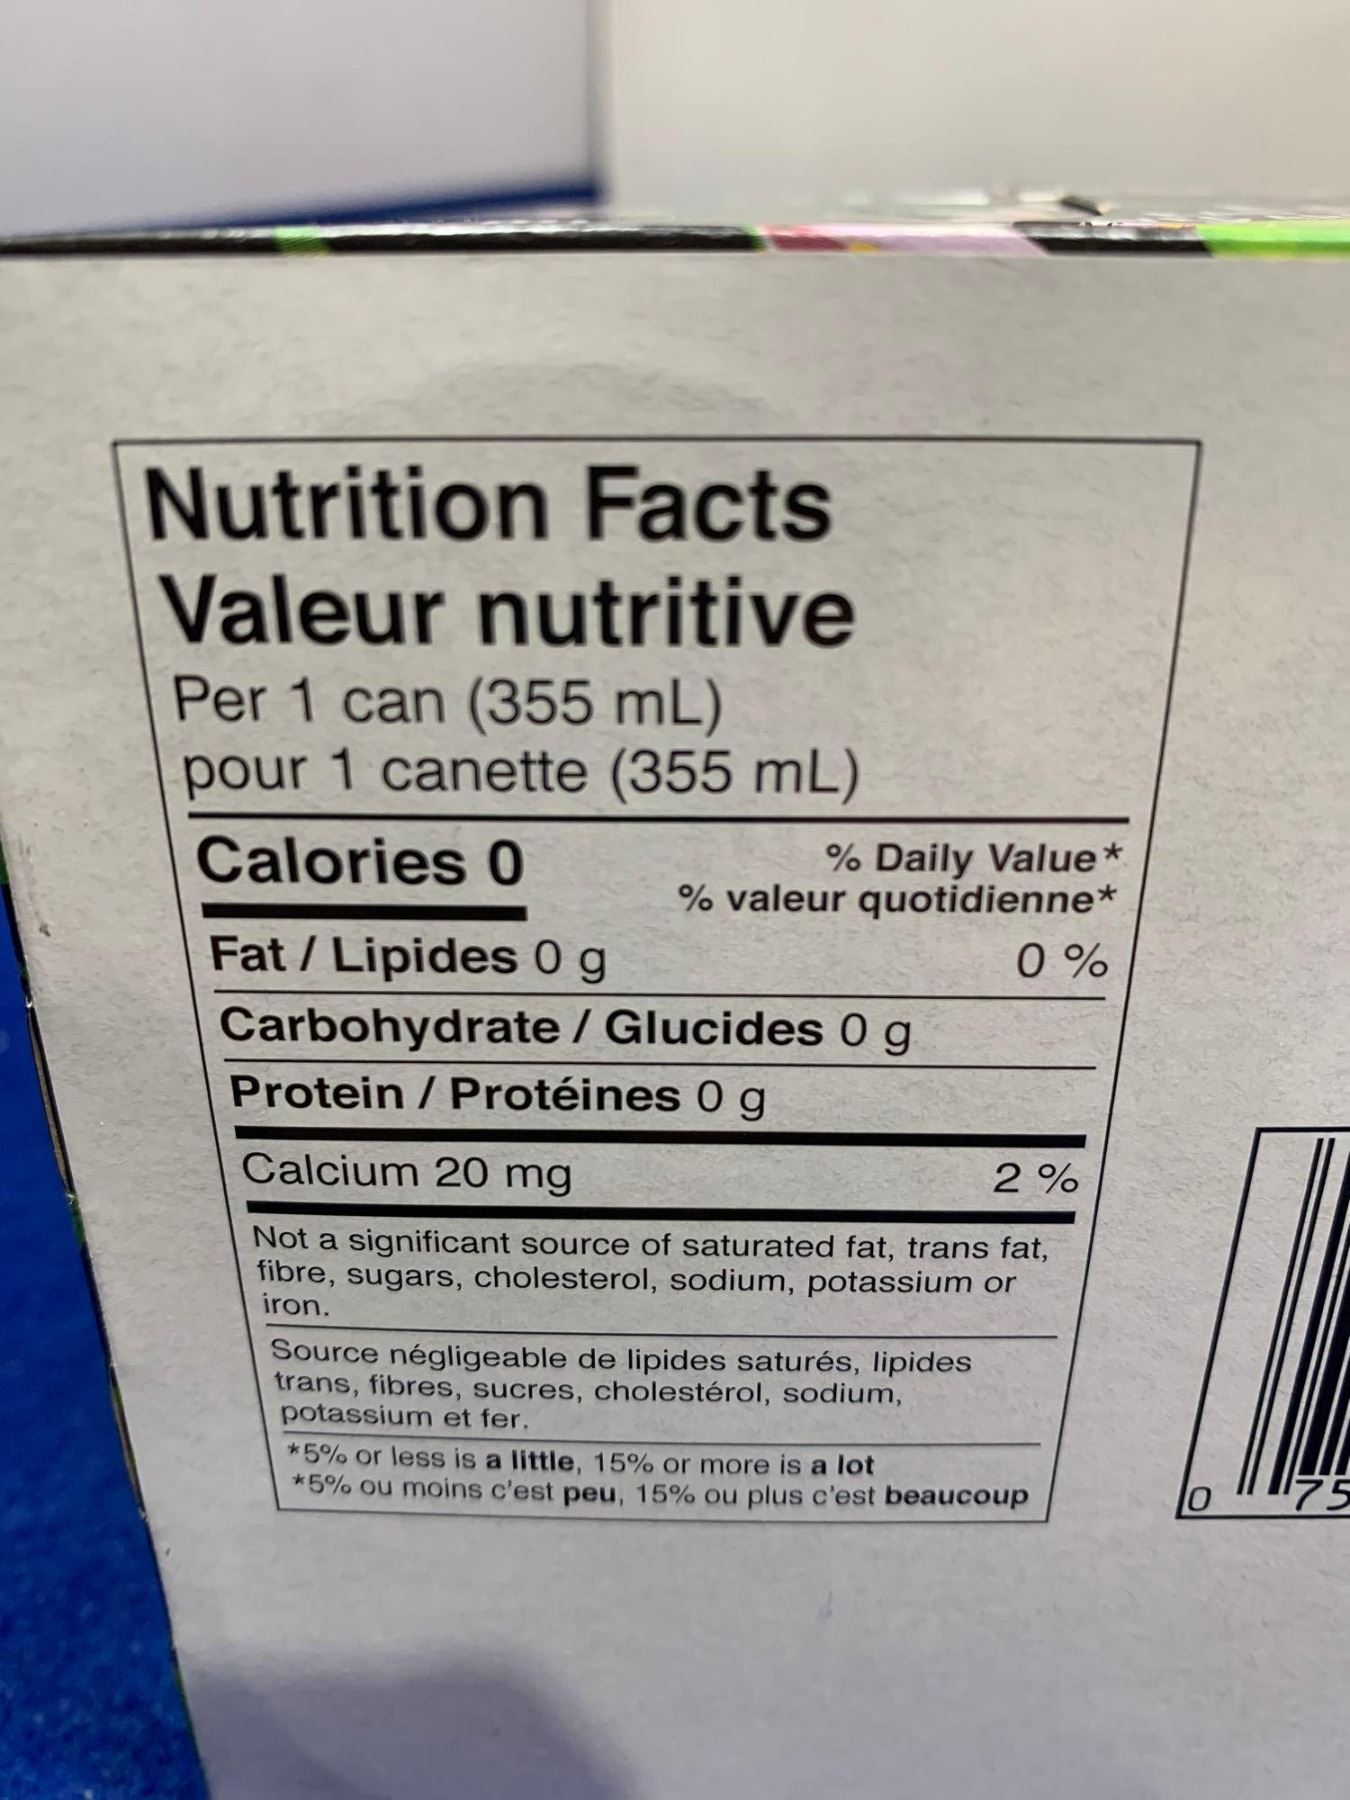 Nutrition Facts
Valeur nutritive
Per 1 can (355 mL)
pour 1 canette (355 mL)
Calories 0
% Daily Value*
% valeur quotidienne*
Fat / Lipides 0 g 0 %
Carbohydrate / Glucides 0 g
Protein / Protéines 0 g
Calcium 20 mg 2 %
Not a significant source of saturated fat, trans fat,
fibre, sugars, cholesterol, sodium, potassium or
iron.
Source négligeable de lipides saturés, lipides
trans, fibres, sucres, cholestérol, sodium,
potassium et fer.
*5% or less is a little, 15% or more is a lot
*5% ou moins c'est peu, 15% ou plus c'est beaucoup
0 75